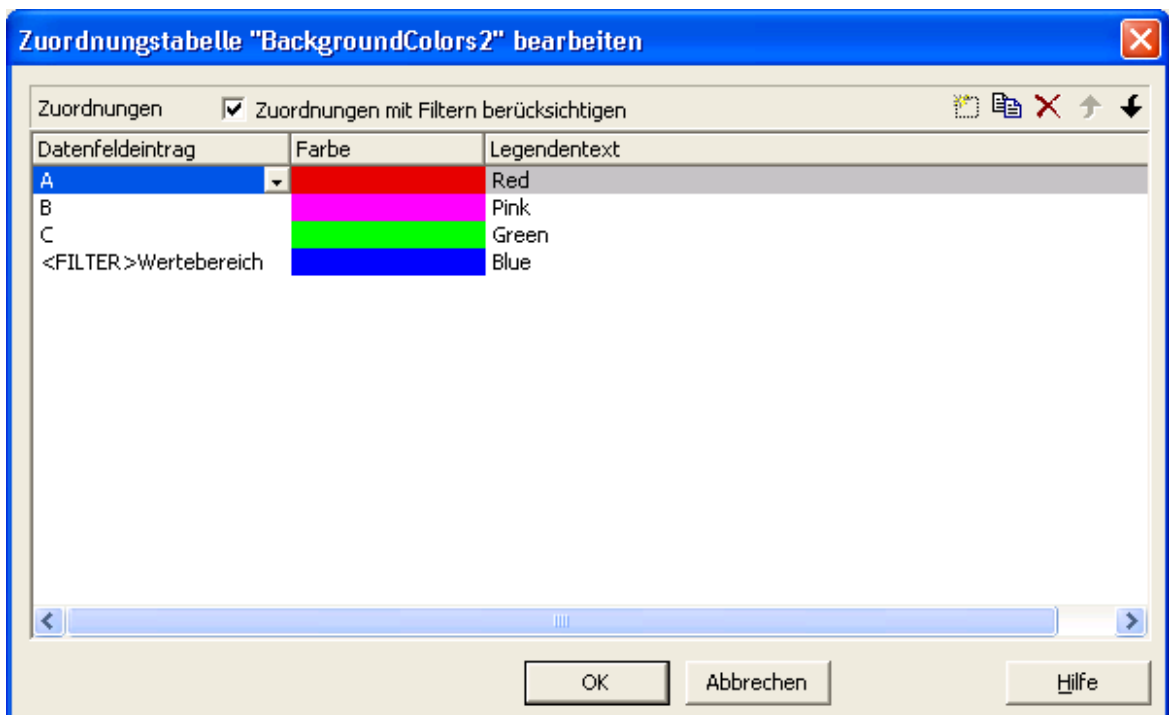 Zuordnungstabelle "BackgroundColors2" bearbeiten
Zuordnungen Zuordnungen mit Filtern berücksichtigen
Datenfeldeintrag Farbe Legendentext
A Red
B Pink
C Green
<FILTER>Wertebereich Blue
OK Abbrechen Hilfe